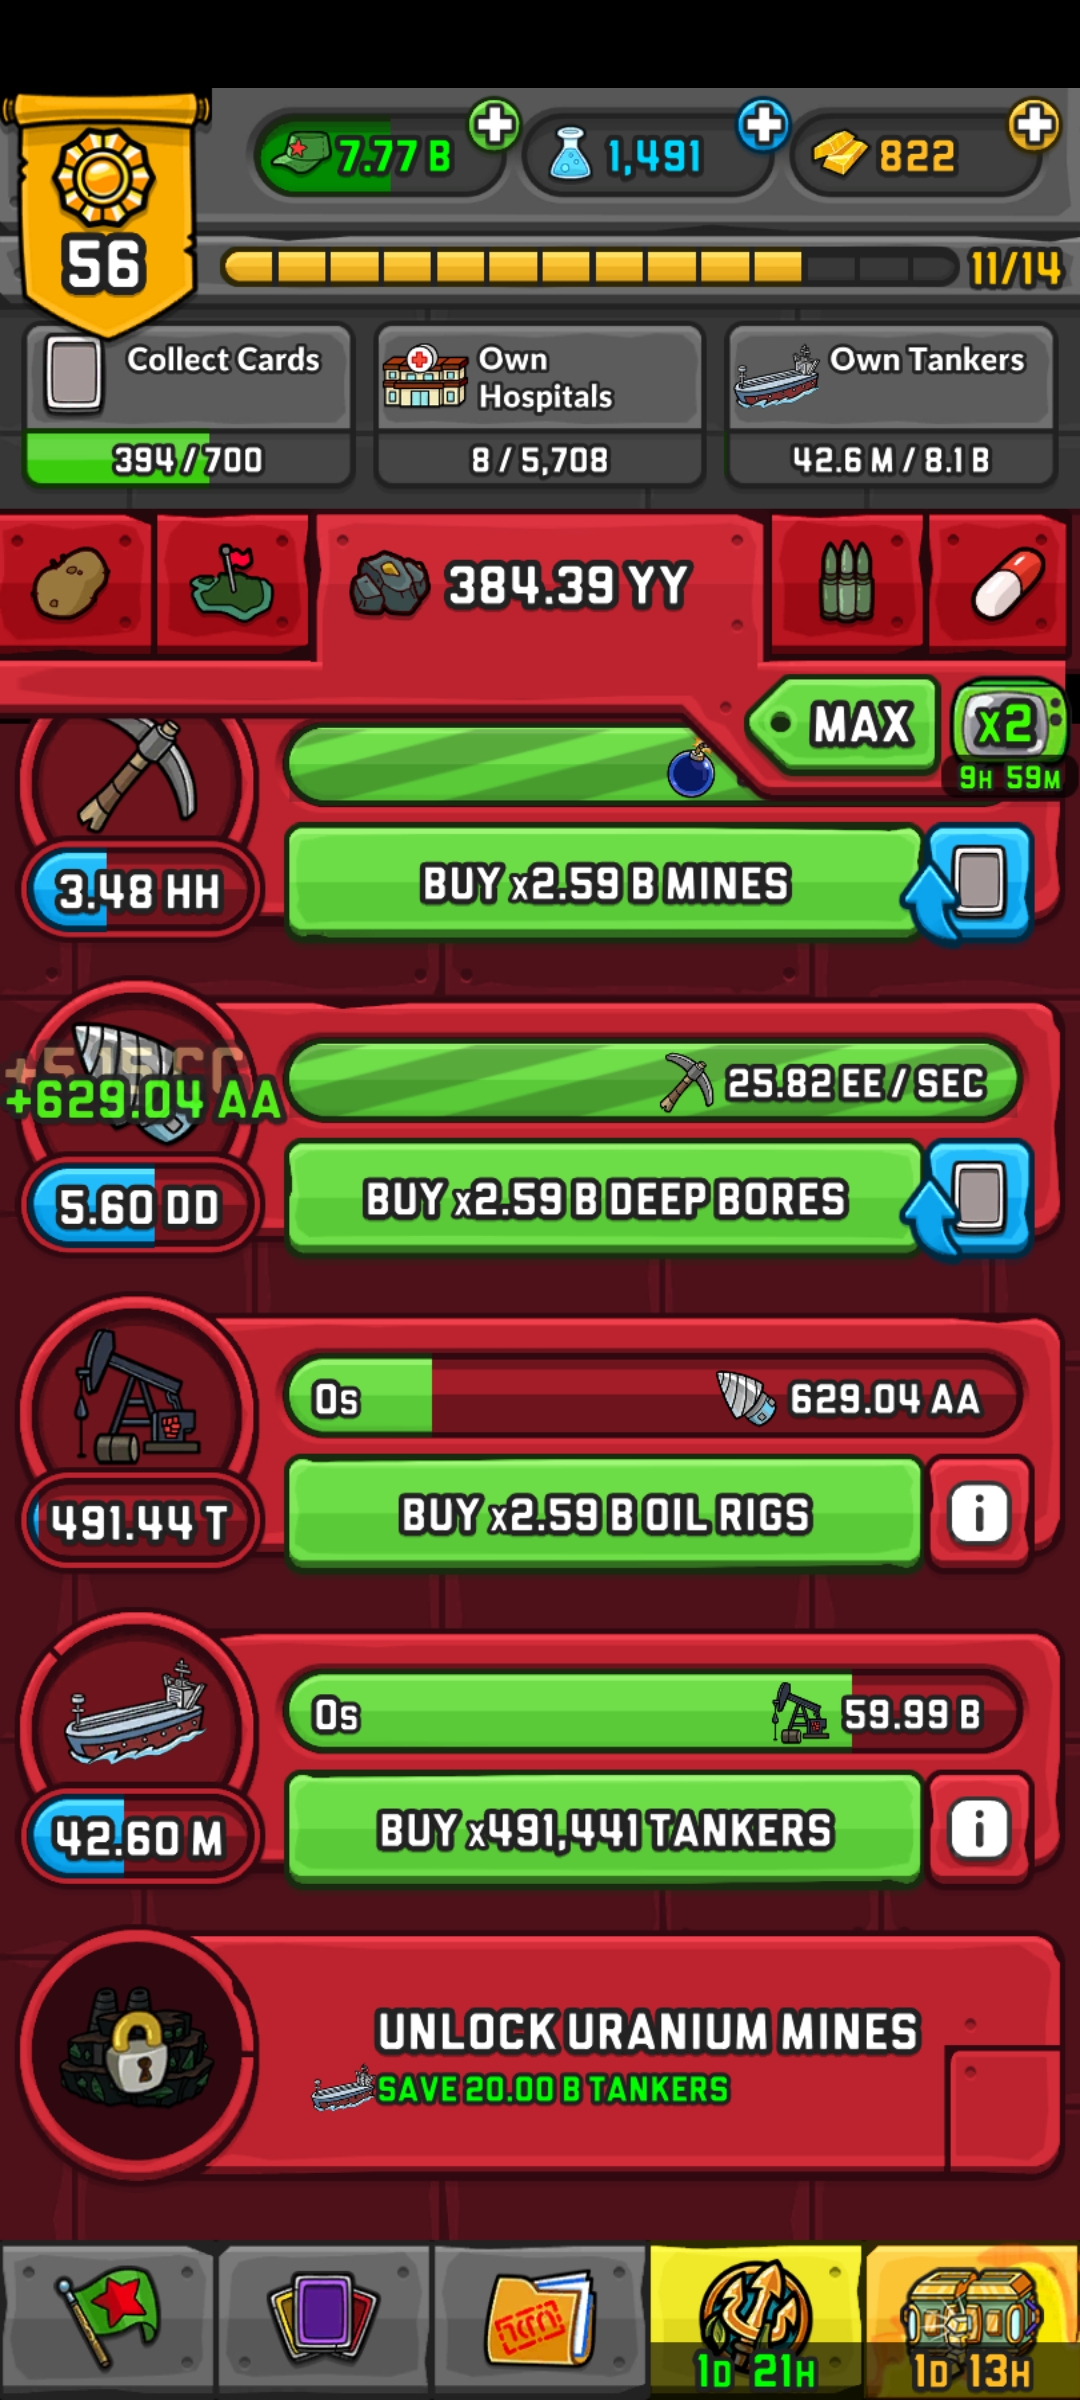 7.77 B
1,491
822
56
11/14
Collect Cards
394/700
Own
Hospitals
8/5,708
Own Tankers
42.6 M/8.1 B
384.39 YY
MAX
x2
9H 59M
3.48 HH
BUY x2.59 B MINES
+629.04 AA
25.82 EE/SEC
5.60 DD
BUY x2.59 B DEEP BORES
0s
629.04 AA
491.44 T
BUY x2.59 B OIL RIGS
i
0s
59.99 B
42.60 M
BUY x491,441 TANKERS
i
UNLOCK URANIUM MINES
SAVE 20.00 B TANKERS
1D 21H
1D 13H